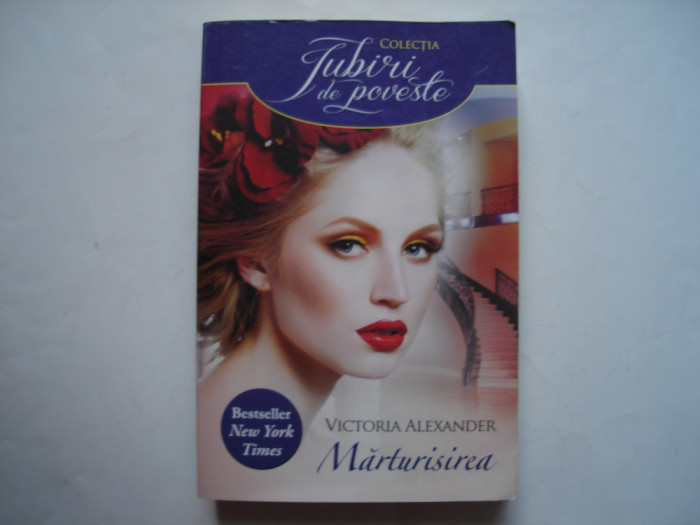 COLECȚIA
Iubiri
de poveste
Bestseller
New York
Times
VICTORIA ALEXANDER
Mărturisirea